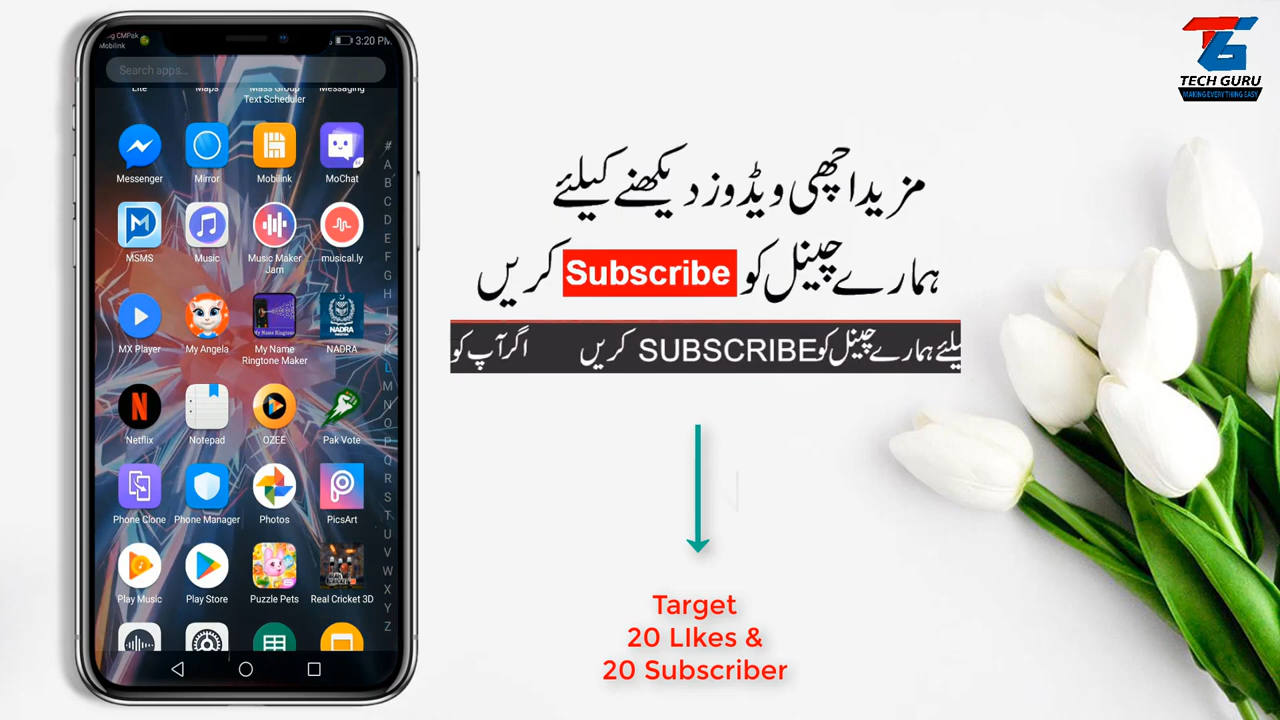 CMPak
Mobilink
3:20 PM
Search apps...
Lite
Maps
Mass Group
Text Scheduler
Messaging
Messenger
Mirror
Mobilink
MoChat
MSMS
Music
Music Maker
Jam
musical.ly
MX Player
My Angela
My Name
Ringtone Maker
NADRA
Netflix
Notepad
OZEE
Pak Vote
Phone Clone
Phone Manager
Photos
PicsArt
Play Music
Play Store
Puzzle Pets
Real Cricket 3D
#
A
B
C
D
E
F
G
H
I
J
K
L
M
N
O
P
Q
R
S
T
U
V
W
X
Y
Z
TECH GURU
MAKING EVERYTHING EASY
مزید اچھی ویڈوز دیکھنے کیلئے
ہمارے چینل کو Subscribe کریں
یلئے ہمارے چینل کو SUBSCRIBE کریں اگر آپ کو
Target
20 LIkes &
20 Subscriber